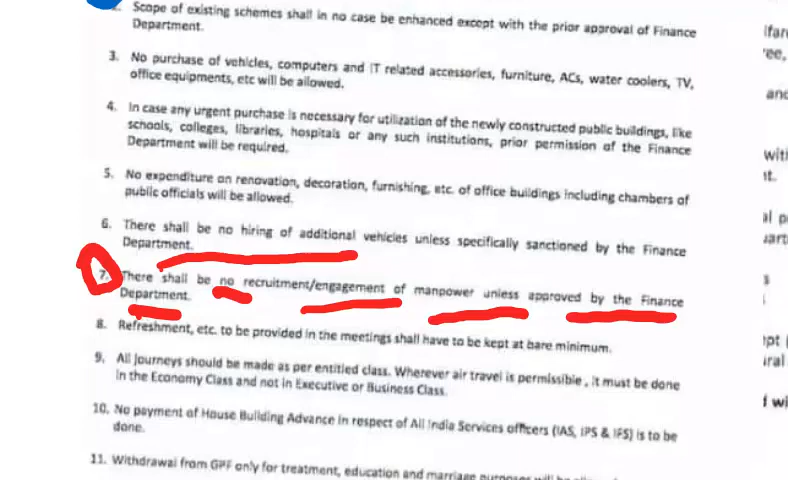 Scope of existing schemes shall in no case be enhanced except with the prior approval of Finance
Department.
3. No purchase of vehicles, computers and IT related accessories, furniture, ACs, water coolers, TV,
office equipments, etc will be allowed.
4. In case any urgent purchase is necessary for utilization of the newly constructed public buildings, like
schools, colleges, libraries, hospitals or any such institutions, prior permission of the Finance
Department will be required.
5. No expenditure on renovation, decoration, furnishing, etc. of office buildings including chambers of
public officials will be allowed.
6. There shall be no hiring of additional vehicles unless specifically sanctioned by the Finance
Department.
7. There shall be no recruitment/engagement of manpower unless approved by the Finance
Department.
8. Refreshment, etc. to be provided in the meetings shall have to be kept at bare minimum.
9. All Journeys should be made as per entitled class. Wherever air travel is permissible , it must be done
in the Economy Class and not in Executive or Business Class.
10. No payment of House Building Advance in respect of All India Services officers (IAS, IPS & IFS) is to be
done.
11. Withdrawal from GPF only for treatment, education and marriage purposes will be